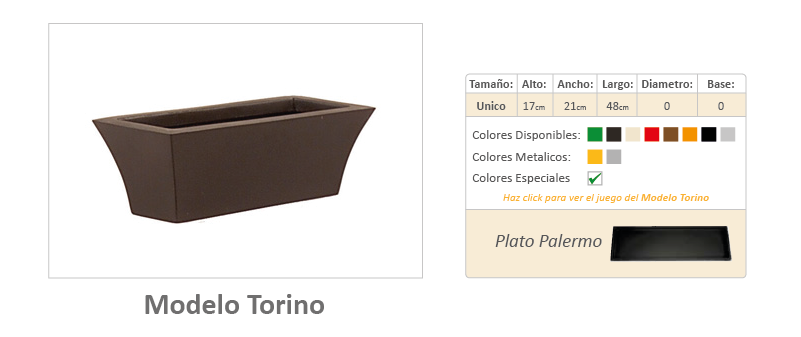 Tamaño: Alto: Ancho: Largo: Diametro: Base:
Unico 17cm 21cm 48cm 0 0
Colores Disponibles:
Colores Metalicos:
Colores Especiales
Haz click para ver el juego del Modelo Torino
Plato Palermo
Modelo Torino